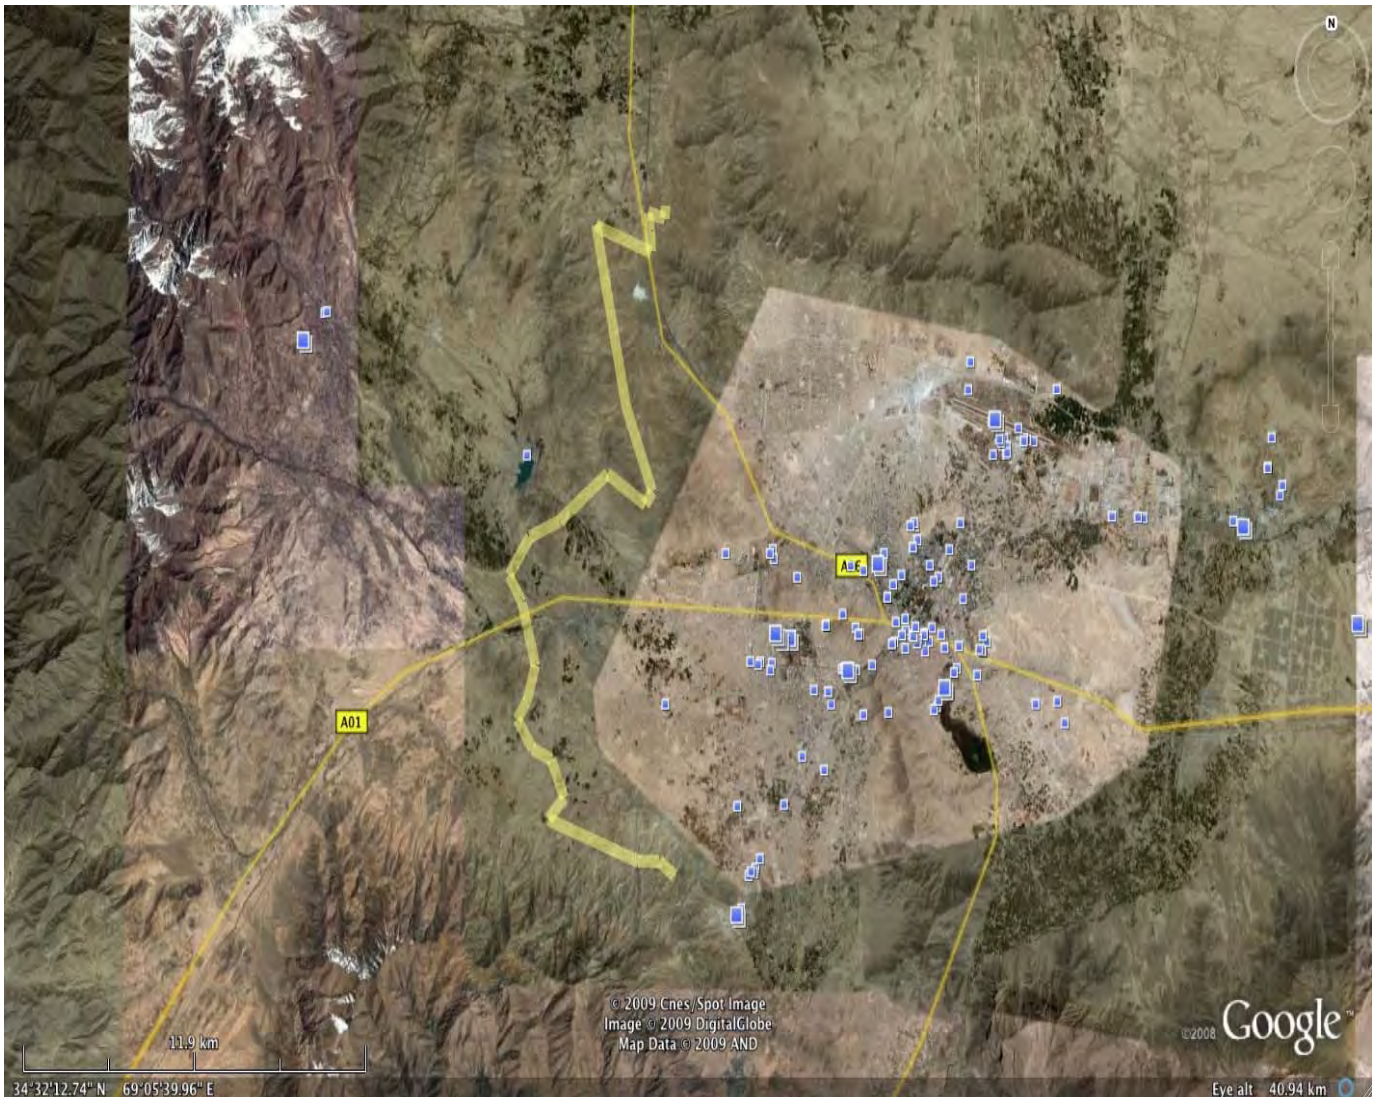 N
A01
© 2009 Cnes/Spot Image
Image © 2009 DigitalGlobe
Map Data © 2009 AND
©2008 Google™
11.9 km
34°32'12.74" N 69°05'39.96" E
Eye alt 40.94 km